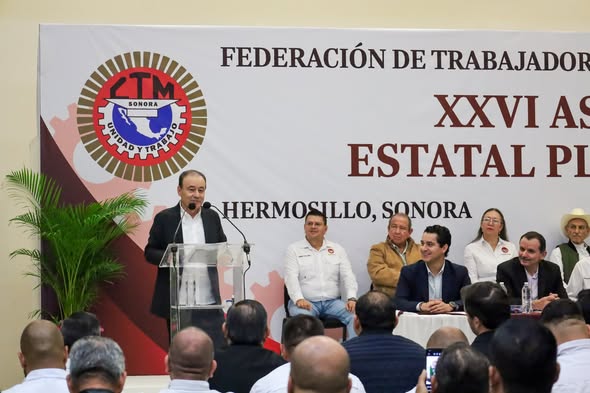 CTM
SONORA
UNIDAD Y TRABAJO
FEDERACIÓN DE TRABAJADOR
XXVI AS
ESTATAL PL
HERMOSILLO, SONORA